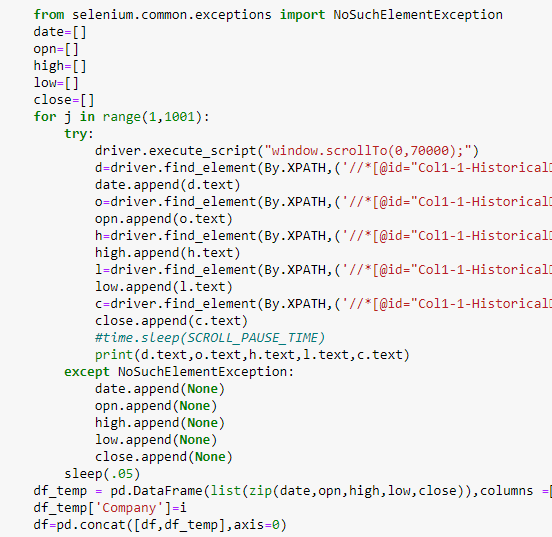 from selenium.common.exceptions import NoSuchElementException
date=[]
opn=[]
high=[]
low=[]
close=[]
for j in range(1,1001):
    try:
        driver.execute_script("window.scrollTo(0,70000);")
        d=driver.find_element(By.XPATH,('//*[@id="Col1-1-Historical
        date.append(d.text)
        o=driver.find_element(By.XPATH,('//*[@id="Col1-1-Historical
        opn.append(o.text)
        h=driver.find_element(By.XPATH,('//*[@id="Col1-1-Historical
        high.append(h.text)
        l=driver.find_element(By.XPATH,('//*[@id="Col1-1-Historical
        low.append(l.text)
        c=driver.find_element(By.XPATH,('//*[@id="Col1-1-Historical
        close.append(c.text)
        #time.sleep(SCROLL_PAUSE_TIME)
        print(d.text,o.text,h.text,l.text,c.text)
    except NoSuchElementException:
        date.append(None)
        opn.append(None)
        high.append(None)
        low.append(None)
        close.append(None)
    sleep(.05)
df_temp = pd.DataFrame(list(zip(date,opn,high,low,close)),columns =[
df_temp['Company']=i
df=pd.concat([df,df_temp],axis=0)